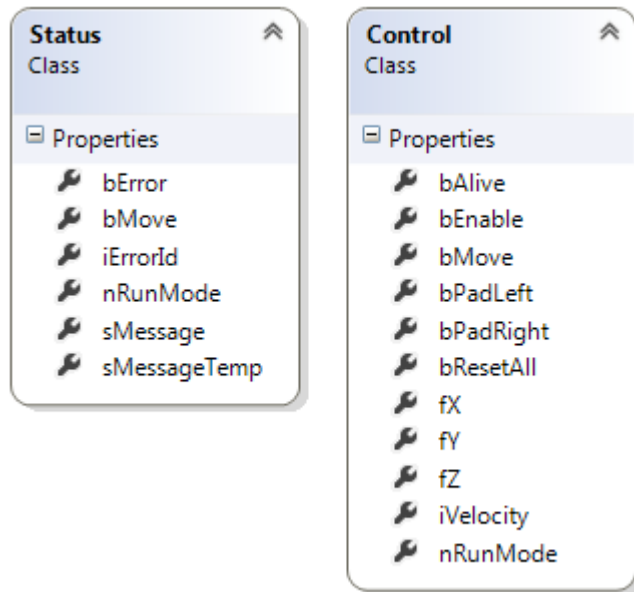 Status
Class
Properties
bError
bMove
iErrorId
nRunMode
sMessage
sMessageTemp
Control
Class
Properties
bAlive
bEnable
bMove
bPadLeft
bPadRight
bResetAll
fX
fY
fZ
iVelocity
nRunMode